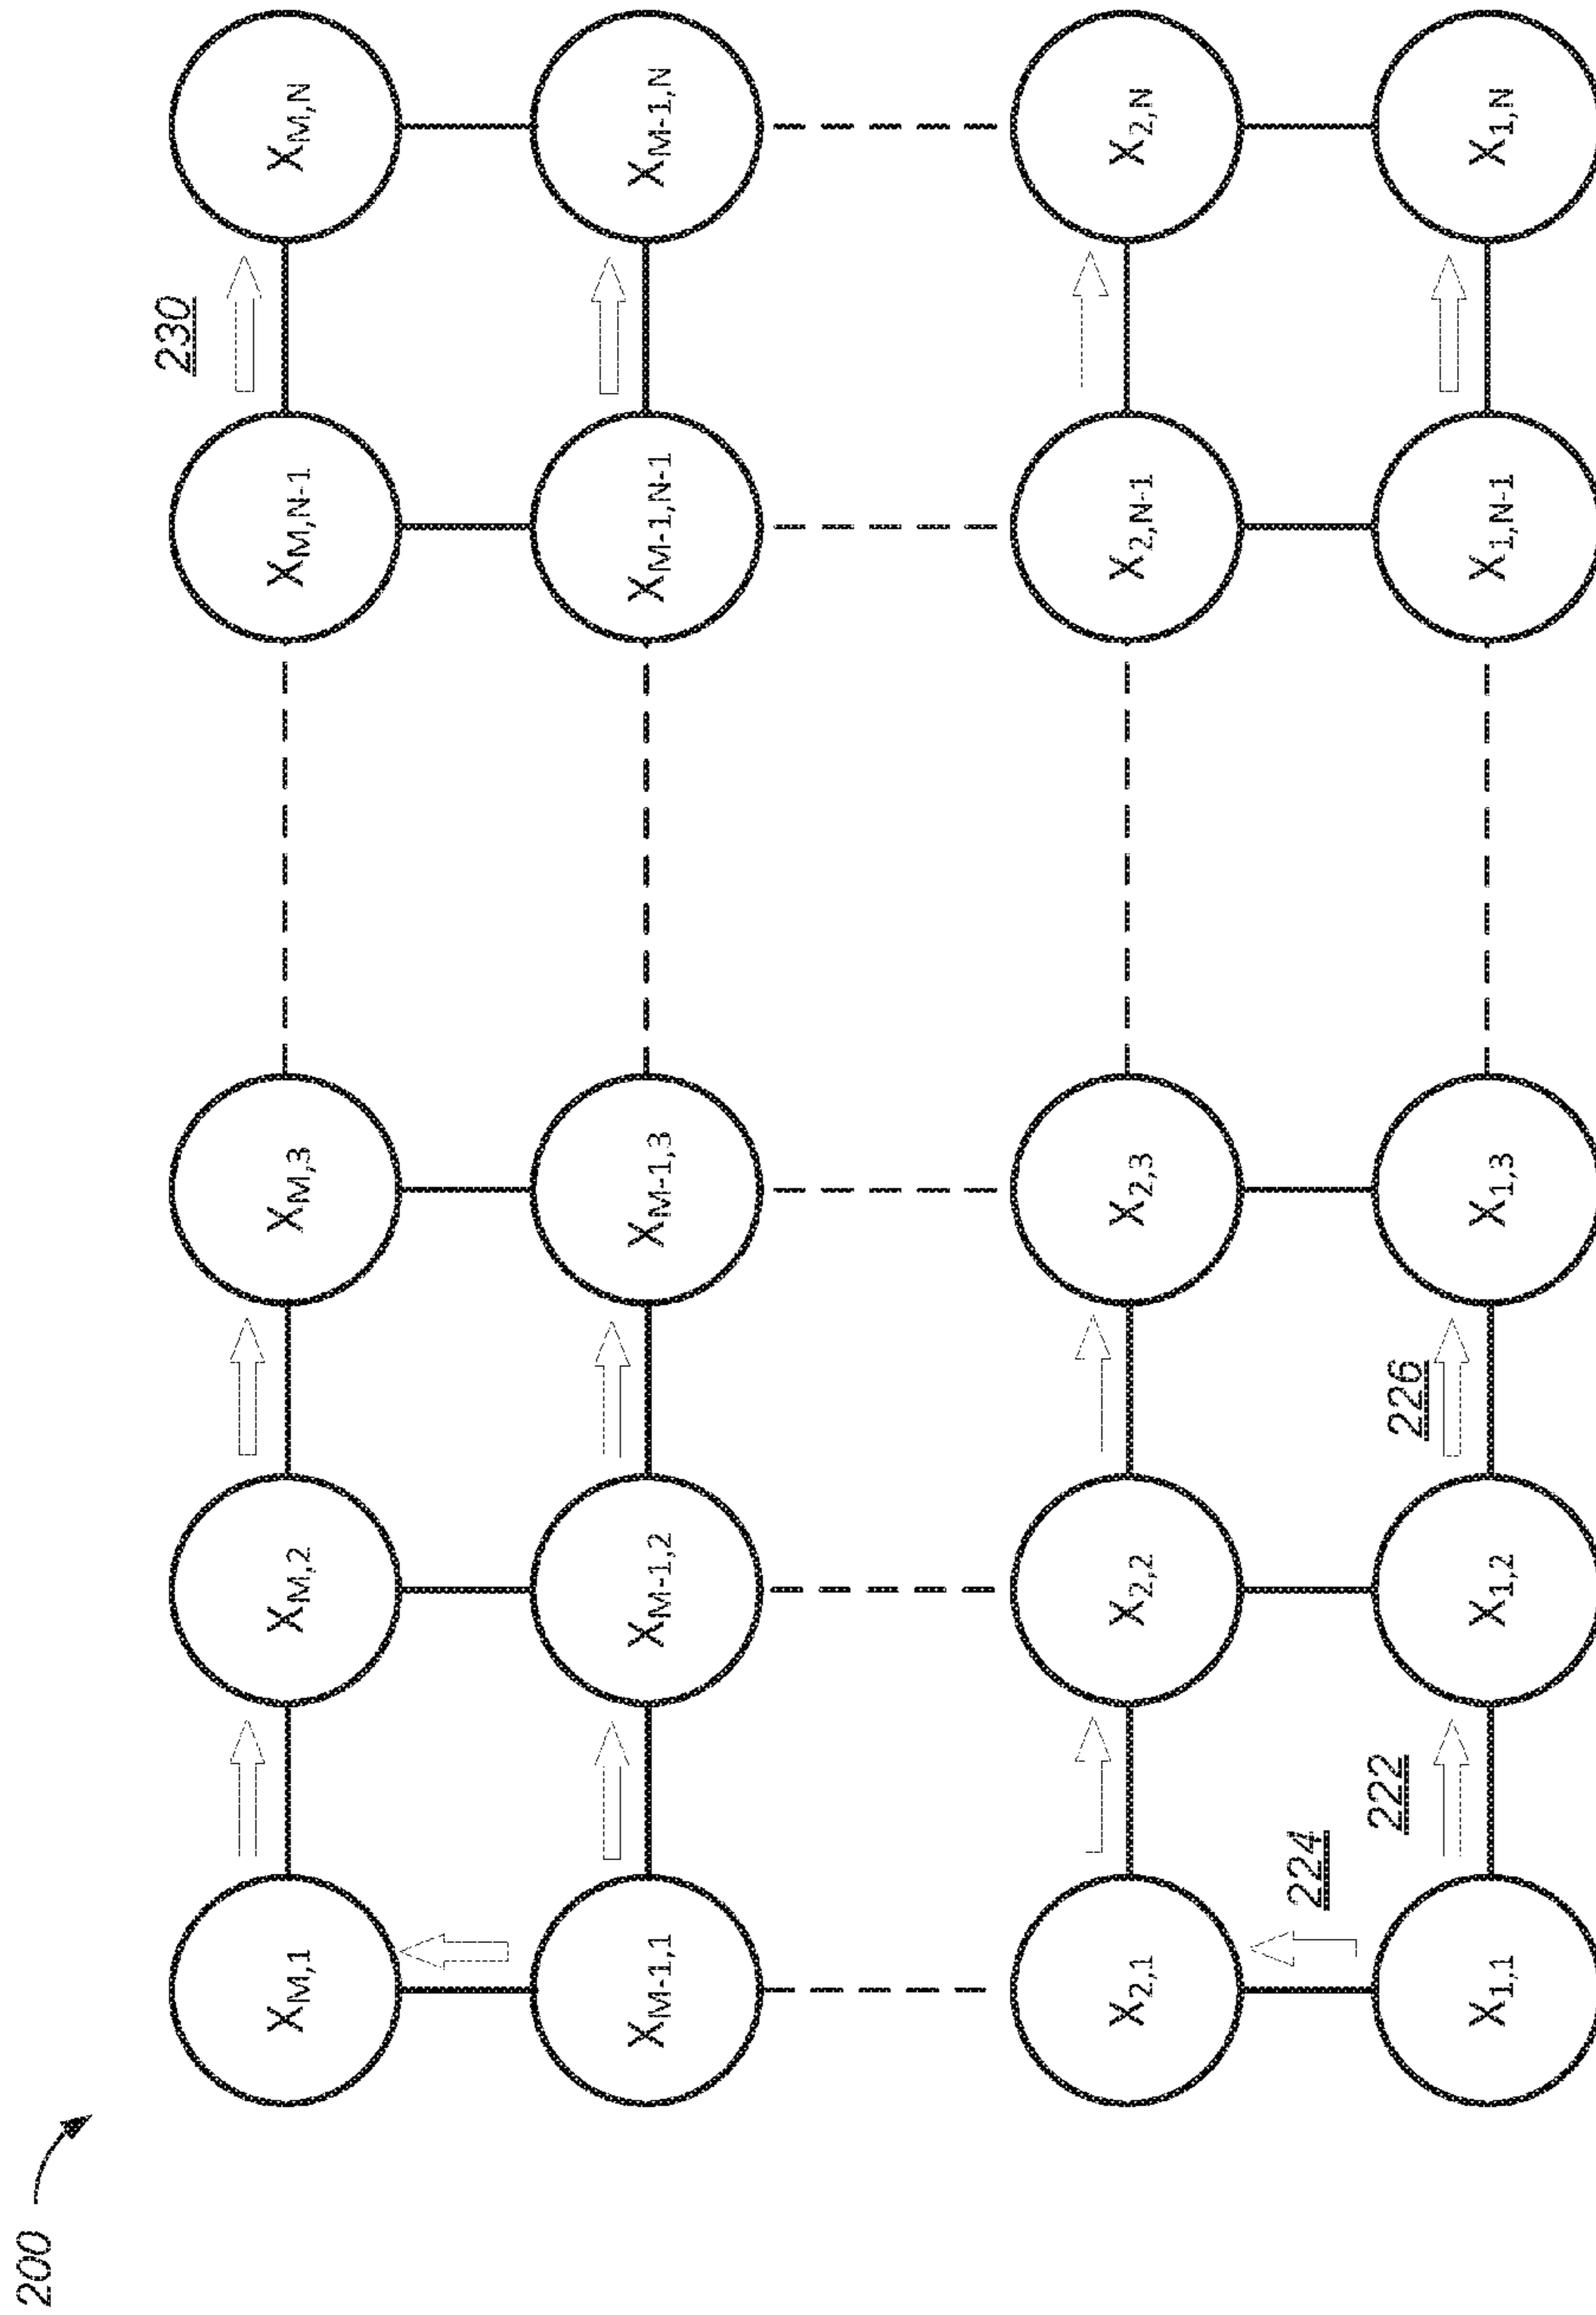 200
230
X_{M,1} X_{M,2} X_{M,3} X_{M,N-1} X_{M,N}
X_{M-1,1} X_{M-1,2} X_{M-1,3} X_{M-1,N-1} X_{M-1,N}
X_{2,1} X_{2,2} X_{2,3} X_{2,N-1} X_{2,N}
224
222 226
X_{1,1} X_{1,2} X_{1,3} X_{1,N-1} X_{1,N}